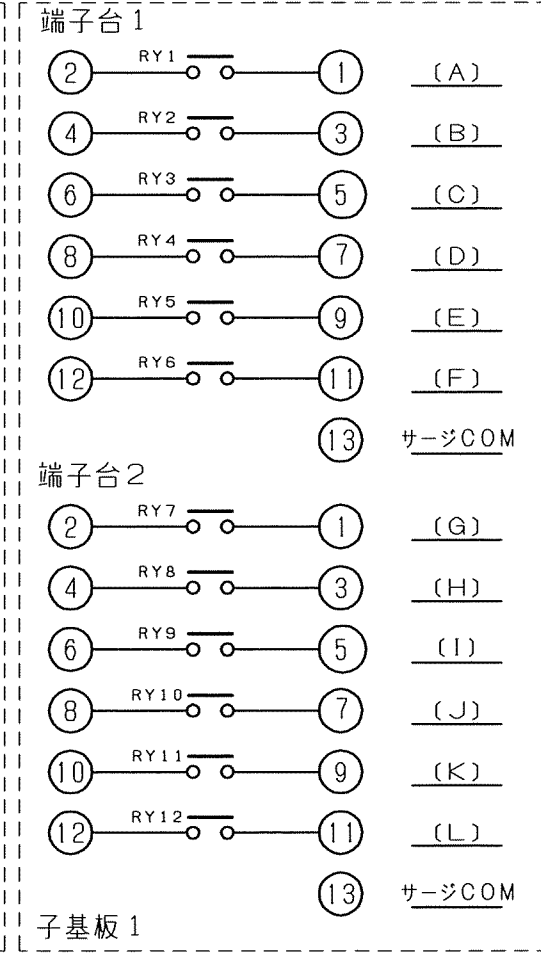 端子台1
② RY1 ① (A)
④ RY2 ③ (B)
⑥ RY3 ⑤ (C)
⑧ RY4 ⑦ (D)
⑩ RY5 ⑨ (E)
⑫ RY6 ⑪ (F)
⑬ サージCOM
端子台2
② RY7 ① (G)
④ RY8 ③ (H)
⑥ RY9 ⑤ (I)
⑧ RY10 ⑦ (J)
⑩ RY11 ⑨ (K)
⑫ RY12 ⑪ (L)
⑬ サージCOM
子基板1